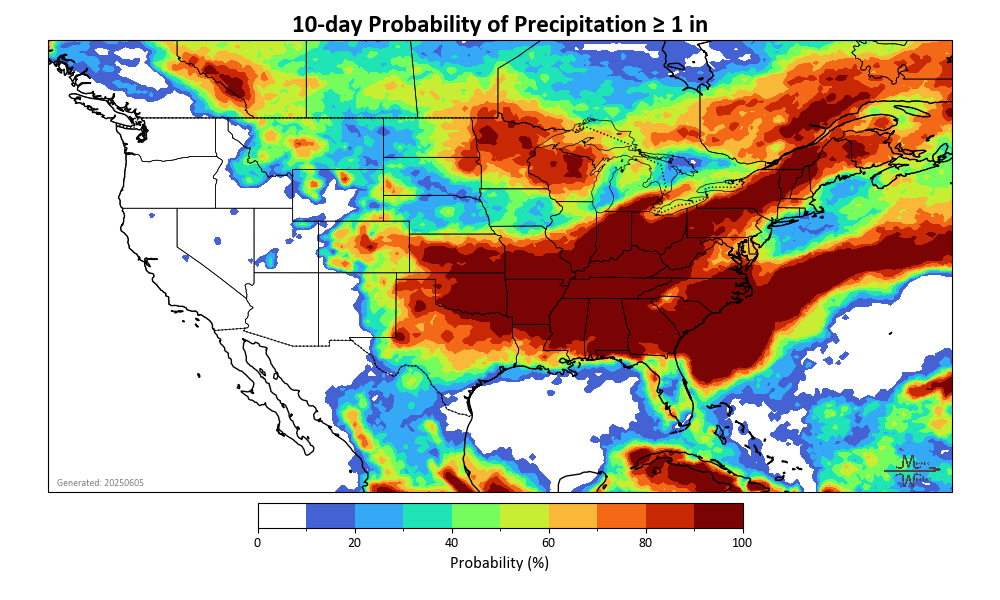 10-day Probability of Precipitation ≥ 1 in
Generated: 20250605
0 20 40 60 80 100
Probability (%)